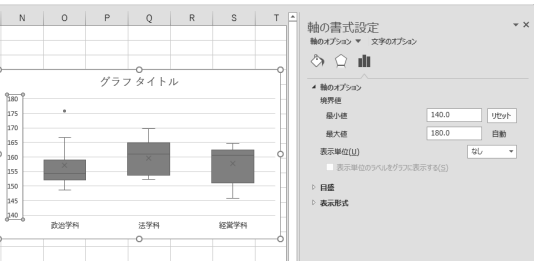 N O P Q R S T
グラフ タイトル
180
175
170
165
160
155
150
145
140
政治学科 法学科 経営学科
軸の書式設定
軸のオプション 文字のオプション
軸のオプション
境界値
最小値 140.0 リセット
最大値 180.0 自動
表示単位(U) なし
表示単位のラベルをグラフに表示する(S)
目盛
表示形式